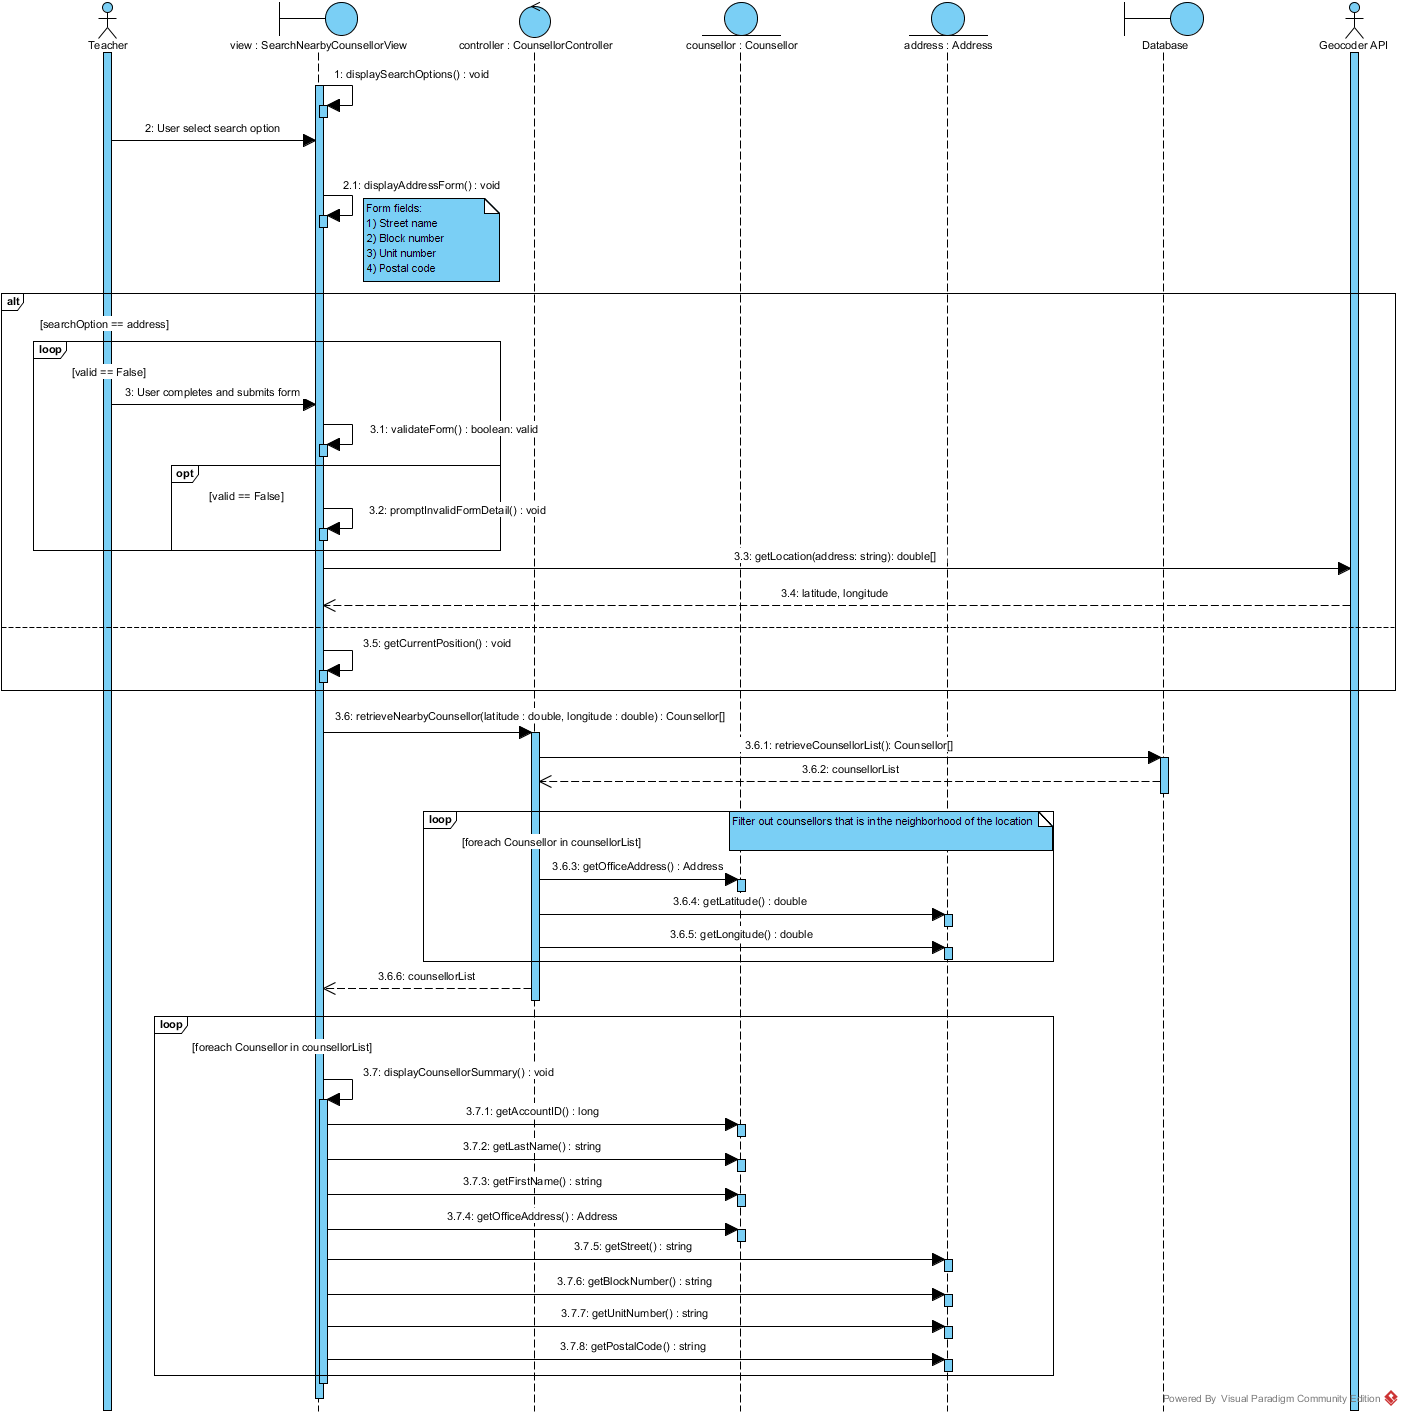 Teacher
view : SearchNearbyCounsellorView
controller : CounsellorController
counsellor : Counsellor
address : Address
Database
Geocoder API
1: displaySearchOptions() : void
2: User select search option
2.1: displayAddressForm() : void
Form fields:
1) Street name
2) Block number
3) Unit number
4) Postal code
alt
[searchOption == address]
loop
[valid == False]
3: User completes and submits form
3.1: validateForm() : boolean: valid
opt
[valid == False]
3.2: promptInvalidFormDetail() : void
3.3: getLocation(address: string): double[]
3.4: latitude, longitude
3.5: getCurrentPosition() : void
3.6: retrieveNearbyCounsellor(latitude : double, longitude : double) : Counsellor[]
3.6.1: retrieveCounsellorList(): Counsellor[]
3.6.2: counsellorList
loop
Filter out counsellors that is in the neighborhood of the location
[foreach Counsellor in counsellorList]
3.6.3: getOfficeAddress() : Address
3.6.4: getLatitude() : double
3.6.5: getLongitude() : double
3.6.6: counsellorList
loop
[foreach Counsellor in counsellorList]
3.7: displayCounsellorSummary() : void
3.7.1: getAccountID() : long
3.7.2: getLastName() : string
3.7.3: getFirstName() : string
3.7.4: getOfficeAddress() : Address
3.7.5: getStreet() : string
3.7.6: getBlockNumber() : string
3.7.7: getUnitNumber() : string
3.7.8: getPostalCode() : string
Powered By Visual Paradigm Community Edition